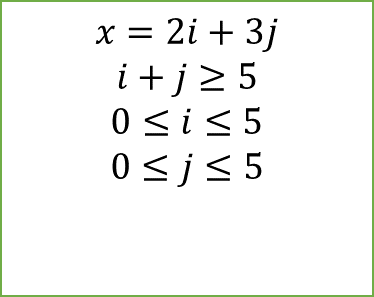 x = 2i + 3j
i + j ≥ 5
0 ≤ i ≤ 5
0 ≤ j ≤ 5